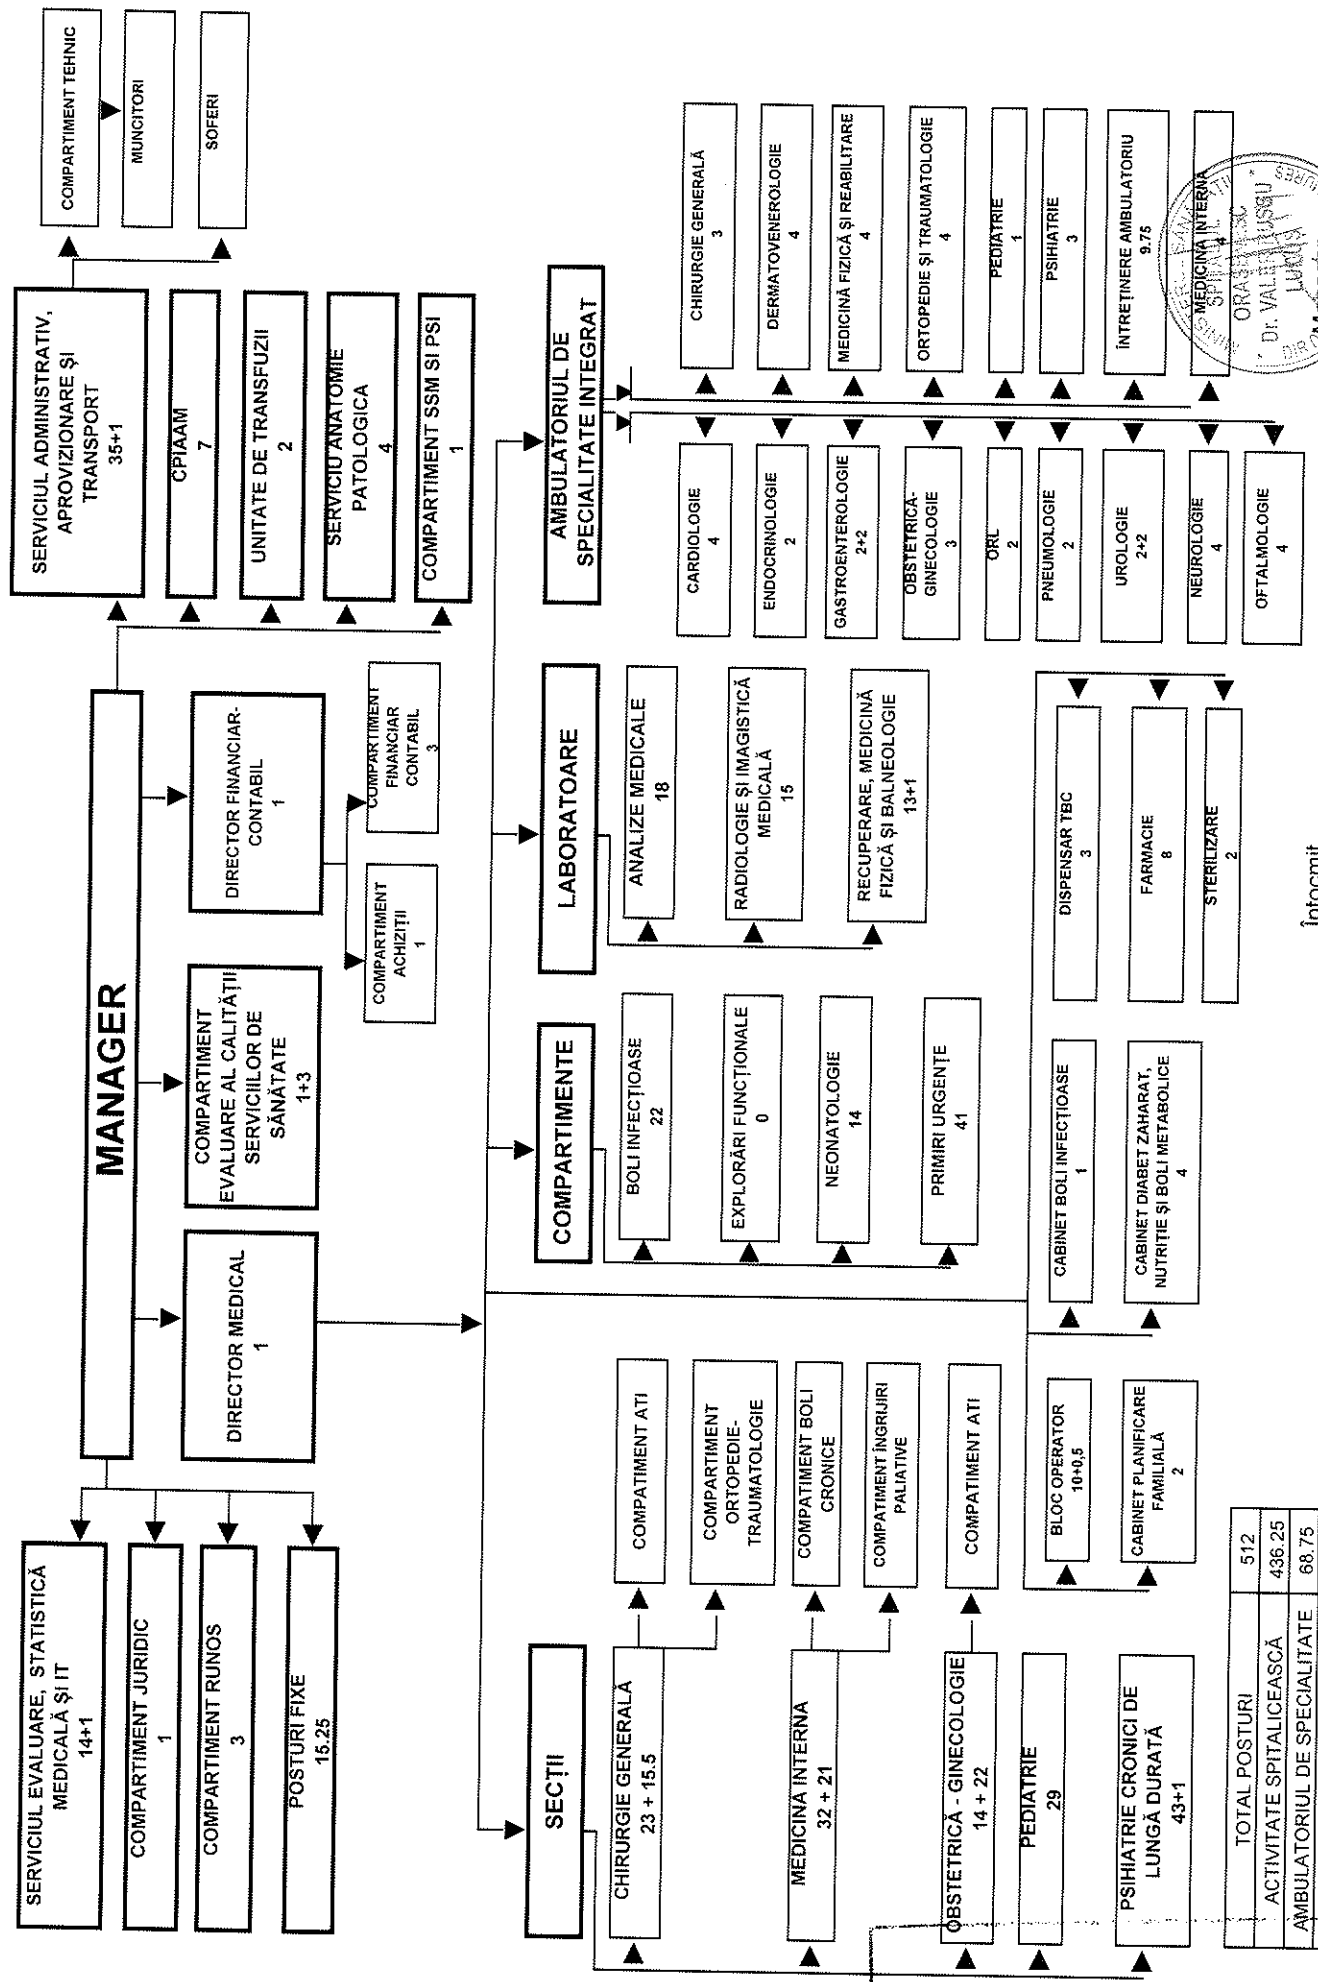 MANAGER
SERVICIUL EVALUARE, STATISTICĂ
MEDICALĂ ȘI IT
14+1
COMPARTIMENT JURIDIC
1
COMPARTIMENT RUNOS
3
POSTURI FIXE
15.25
DIRECTOR MEDICAL
1
COMPARTIMENT
EVALUARE AL CALITĂȚII
SERVICIILOR DE
SĂNĂTATE
1+3
DIRECTOR FINANCIAR-
CONTABIL
1
COMPARTIMENT
ACHIZIȚII
1
COMPARTIMENT
FINANCIAR
CONTABIL
3
SERVICIUL ADMINISTRATIV,
APROVIZIONARE ȘI
TRANSPORT
35+1
CPIAAM
7
UNITATE DE TRANSFUZII
2
SERVICIU ANATOMIE
PATOLOGICA
4
COMPARTIMENT SSM SI PSI
1
COMPARTIMENT TEHNIC
MUNCITORI
SOFERI
SECȚII
CHIRURGIE GENERALĂ
23 + 15.5
COMPATIMENT ATI
COMPARTIMENT
ORTOPEDIE-
TRAUMATOLOGIE
MEDICINA INTERNA
32 + 21
COMPATIMENT BOLI
CRONICE
COMPATIMENT ÎNGRIJIRI
PALIATIVE
OBSTETRICĂ - GINECOLOGIE
14 + 22
COMPATIMENT ATI
PEDIATRIE
29
PSIHIATRIE CRONICI DE
LUNGĂ DURATĂ
43+1
COMPARTIMENTE
BOLI INFECȚIOASE
22
EXPLORĂRI FUNCȚIONALE
0
NEONATOLOGIE
14
PRIMIRI URGENȚE
41
LABORATOARE
ANALIZE MEDICALE
18
RADIOLOGIE ȘI IMAGISTICĂ
MEDICALĂ
15
RECUPERARE, MEDICINĂ
FIZICĂ ȘI BALNEOLOGIE
13+1
AMBULATORIUL DE
SPECIALITATE INTEGRAT
CARDIOLOGIE
4
ENDOCRINOLOGIE
2
GASTROENTEROLOGIE
2+2
OBSTETRICA-
GINECOLOGIE
3
ORL
2
PNEUMOLOGIE
2
UROLOGIE
2+2
NEUROLOGIE
4
OFTALMOLOGIE
4
CHIRURGIE GENERALĂ
3
DERMATOVENEROLOGIE
4
MEDICINĂ FIZICĂ ȘI REABILITARE
4
ORTOPEDIE ȘI TRAUMATOLOGIE
4
PEDIATRIE
1
PSIHIATRIE
3
ÎNTREȚINERE AMBULATORIU
9.75
MEDICINA INTERNA
4
BLOC OPERATOR
10+0,5
CABINET PLANIFICARE
FAMILIALĂ
2
CABINET BOLI INFECȚIOASE
1
CABINET DIABET ZAHARAT,
NUTRIȚIE ȘI BOLI METABOLICE
4
DISPENSAR TBC
3
FARMACIE
8
STERILIZARE
2
TOTAL POSTURI 512
ACTIVITATE SPITALICEASCĂ 436.25
AMBULATORIUL DE SPECIALITATE 68.75
Întocmit
SPITALUL
ORAȘENESC
Dr. VALER RUSSU
LUDUȘ